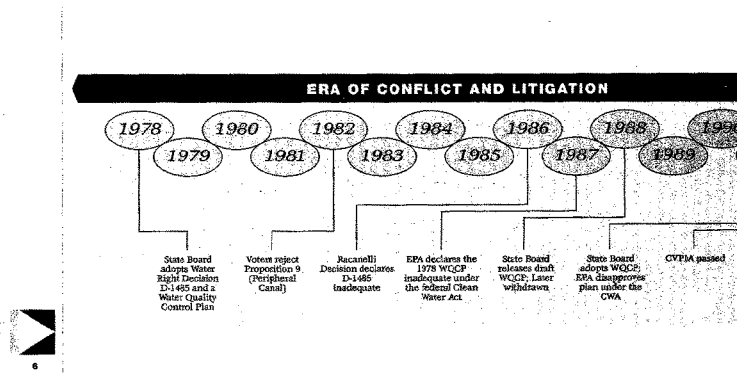 ERA OF CONFLICT AND LITIGATION
1978
1980
1982
1984
1986
1988
1990
1979
1981
1983
1985
1987
1989
State Board
adopts Water
Right Decision
D-1485 and a
Water Quality
Control Plan
Voters reject
Proposition 9
(Peripheral
Canal)
Racanelli
Decision declares
D-1485
inadequate
EPA declares the
1978 WQCP
inadequate under
the federal Clean
Water Act
State Board
releases draft
WQCP; Later
withdrawn
State Board
adopts WQCP;
EPA disapproves
plan under the
CWA
CVPIA passed
6